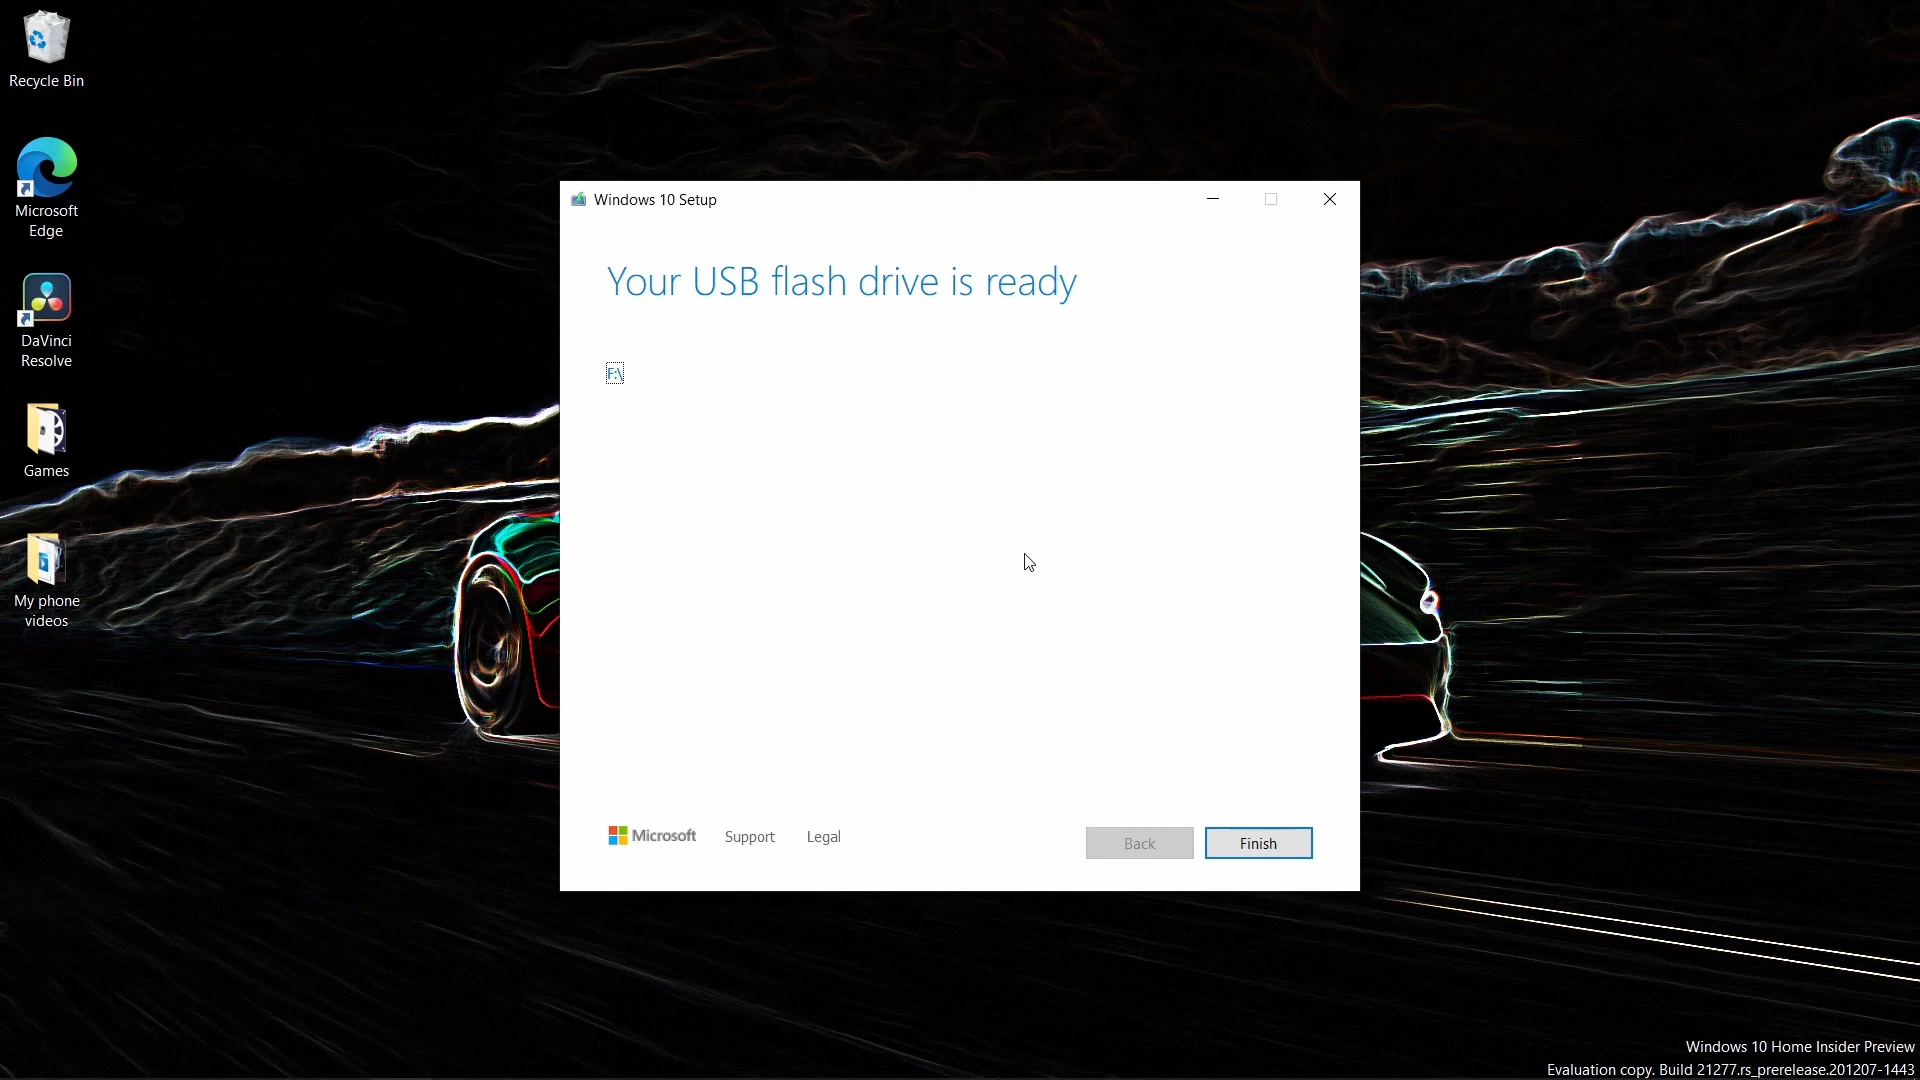 Recycle Bin
Microsoft
Edge
DaVinci
Resolve
Games
My phone
videos
Windows 10 Setup
Your USB flash drive is ready
F:\
Microsoft
Support
Legal
Back
Finish
Windows 10 Home Insider Preview
Evaluation copy. Build 21277.rs_prerelease.201207-1443